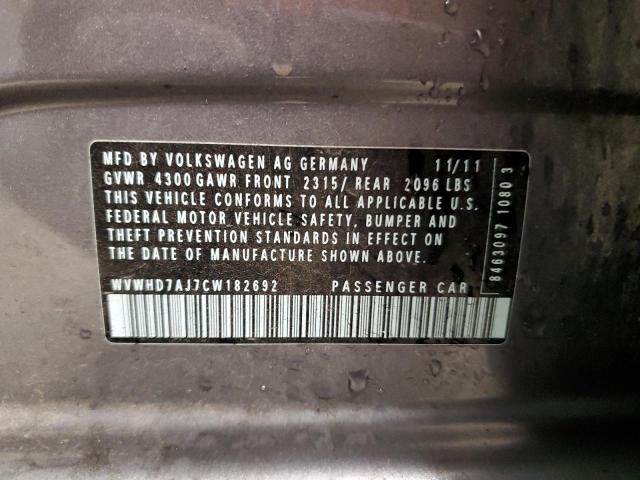 MFD BY VOLKSWAGEN AG GERMANY 11/11
GVWR 4300 GAWR FRONT 2315/ REAR 2096 LBS
THIS VEHICLE CONFORMS TO ALL APPLICABLE U.S.
FEDERAL MOTOR VEHICLE SAFETY, BUMPER AND
THEFT PREVENTION STANDARDS IN EFFECT ON
THE DATE OF MANUFACTURE SHOWN ABOVE.
WVWHD7AJ7CW182692 PASSENGER CAR
8463097 1080 3